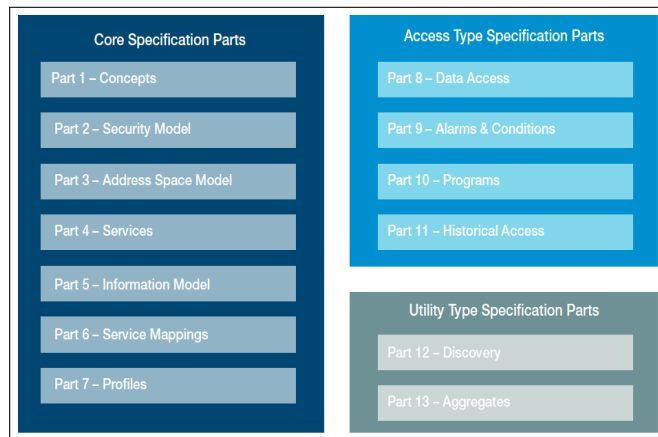 Core Specification Parts
Part 1 – Concepts
Part 2 – Security Model
Part 3 – Address Space Model
Part 4 – Services
Part 5 – Information Model
Part 6 – Service Mappings
Part 7 – Profiles
Access Type Specification Parts
Part 8 – Data Access
Part 9 – Alarms & Conditions
Part 10 – Programs
Part 11 – Historical Access
Utility Type Specification Parts
Part 12 – Discovery
Part 13 – Aggregates